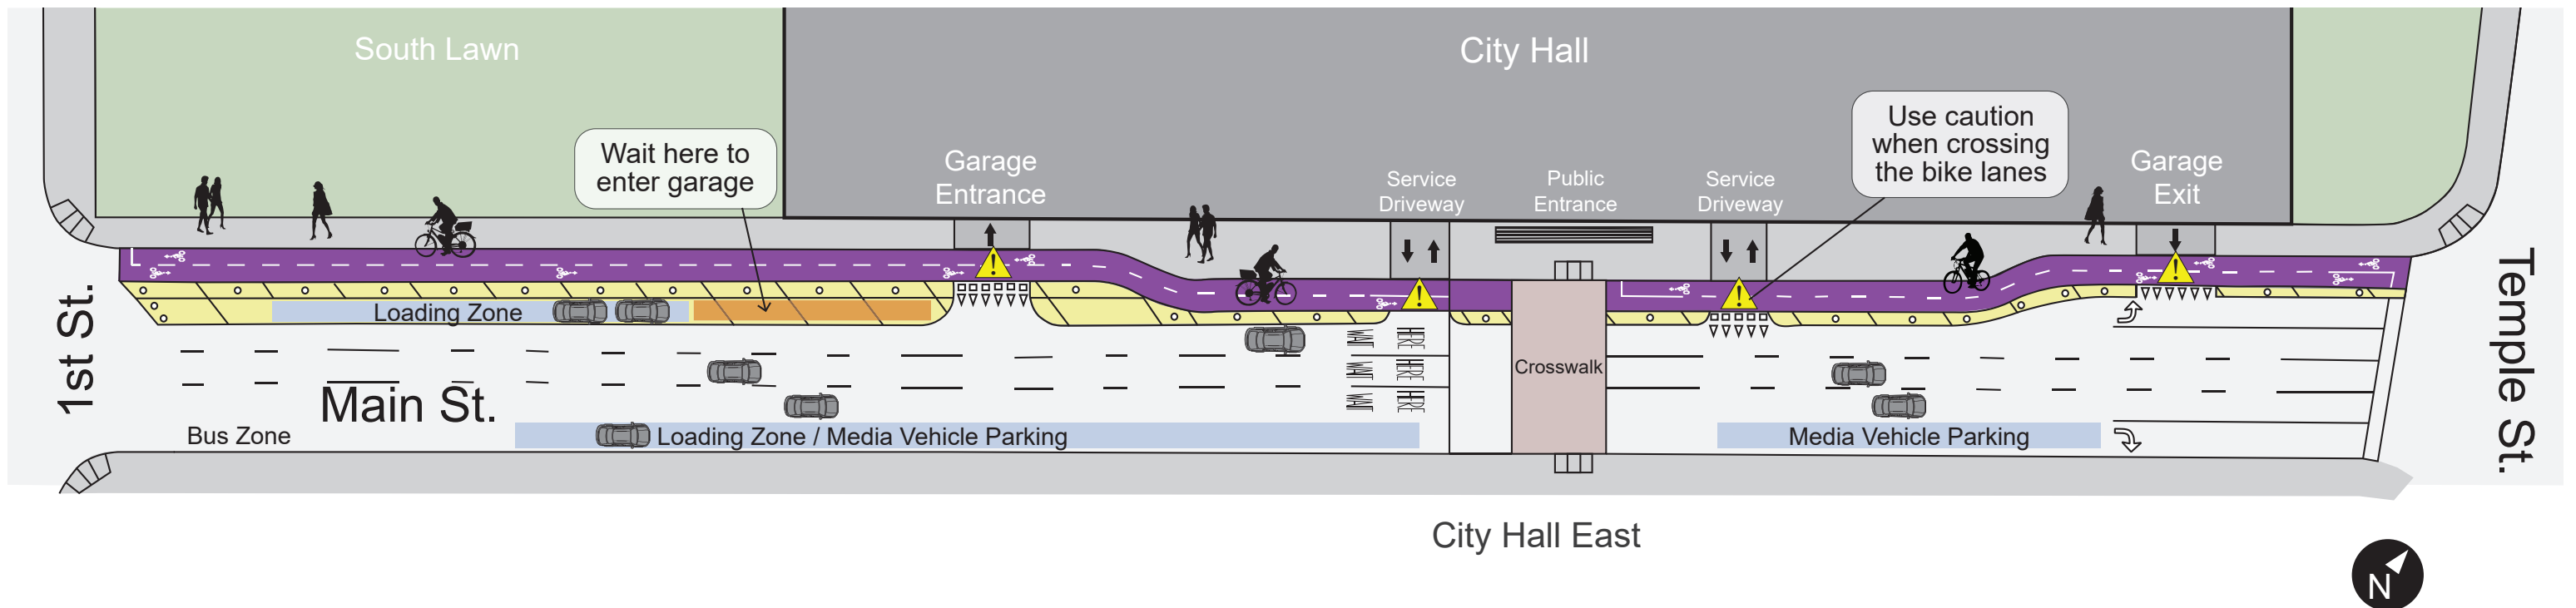 South Lawn
City Hall
Wait here to
enter garage
Garage
Entrance
Service
Driveway
Public
Entrance
Service
Driveway
Use caution
when crossing
the bike lanes
Garage
Exit
!
!
!
!
1st St.
Loading Zone
Main St.
Bus Zone
Loading Zone / Media Vehicle Parking
WAIT HERE
WAIT HERE
WAIT HERE
Crosswalk
Media Vehicle Parking
Temple St.
City Hall East
N